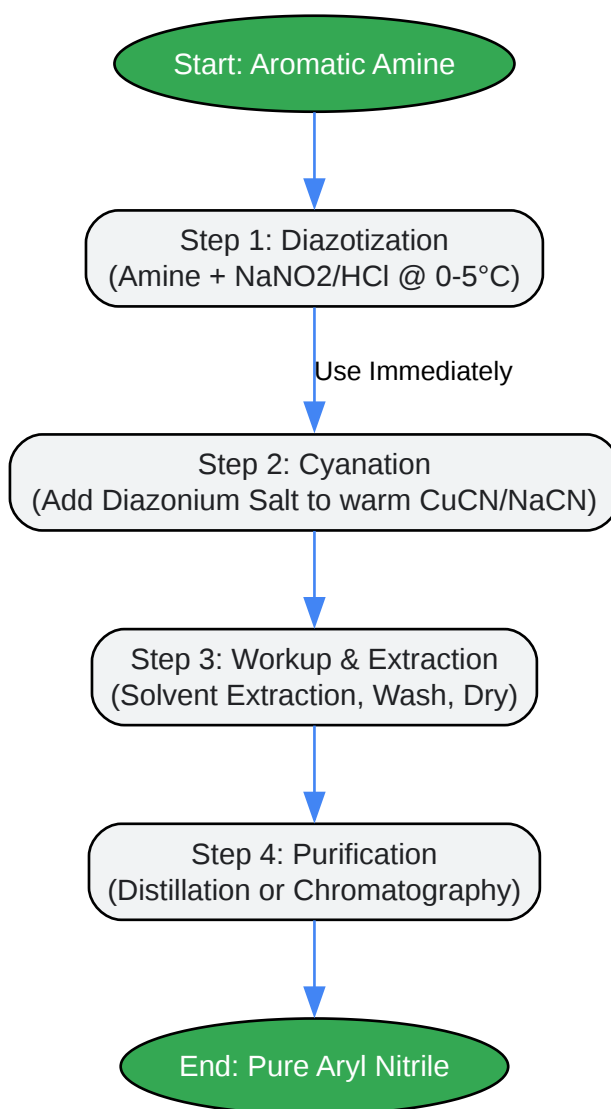 Start: Aromatic Amine
Step 1: Diazotization
(Amine + NaNO2/HCl @ 0-5°C)
Use Immediately
Step 2: Cyanation
(Add Diazonium Salt to warm CuCN/NaCN)
Step 3: Workup & Extraction
(Solvent Extraction, Wash, Dry)
Step 4: Purification
(Distillation or Chromatography)
End: Pure Aryl Nitrile